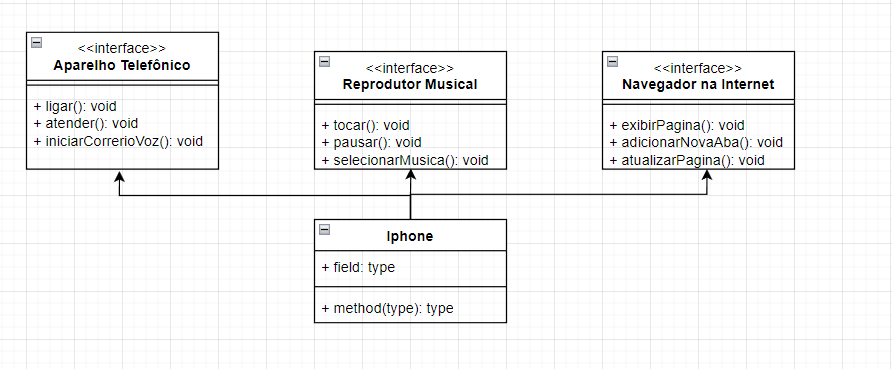 <<interface>>
Aparelho Telefônico
+ ligar(): void
+ atender(): void
+ iniciarCorrerioVoz(): void
<<interface>>
Reprodutor Musical
+ tocar(): void
+ pausar(): void
+ selecionarMusica(): void
<<interface>>
Navegador na Internet
+ exibirPagina(): void
+ adicionarNovaAba(): void
+ atualizarPagina(): void
Iphone
+ field: type
+ method(type): type